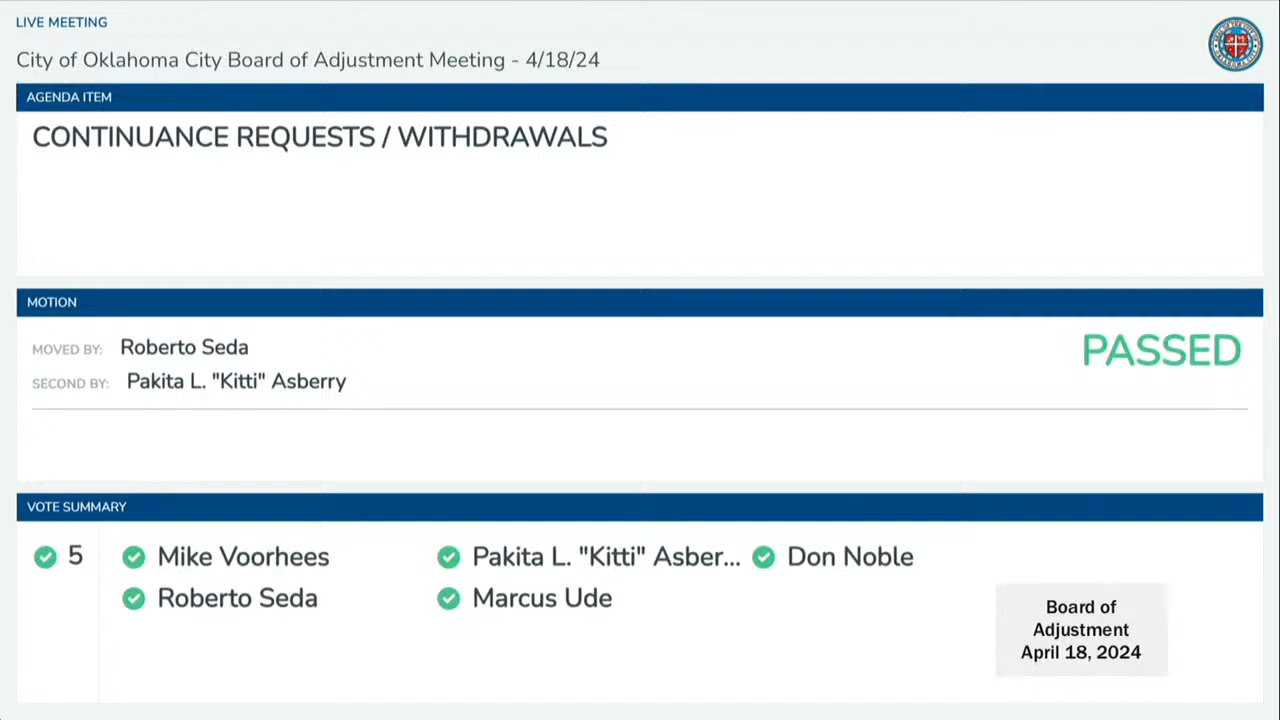 LIVE MEETING
City of Oklahoma City Board of Adjustment Meeting - 4/18/24
AGENDA ITEM
CONTINUANCE REQUESTS / WITHDRAWALS
MOTION
MOVED BY: Roberto Seda
PASSED
SECOND BY: Pakita L. "Kitti" Asberry
VOTE SUMMARY
5 Mike Voorhees Pakita L. "Kitti" Asber... Don Noble
Roberto Seda Marcus Ude
Board of
Adjustment
April 18, 2024